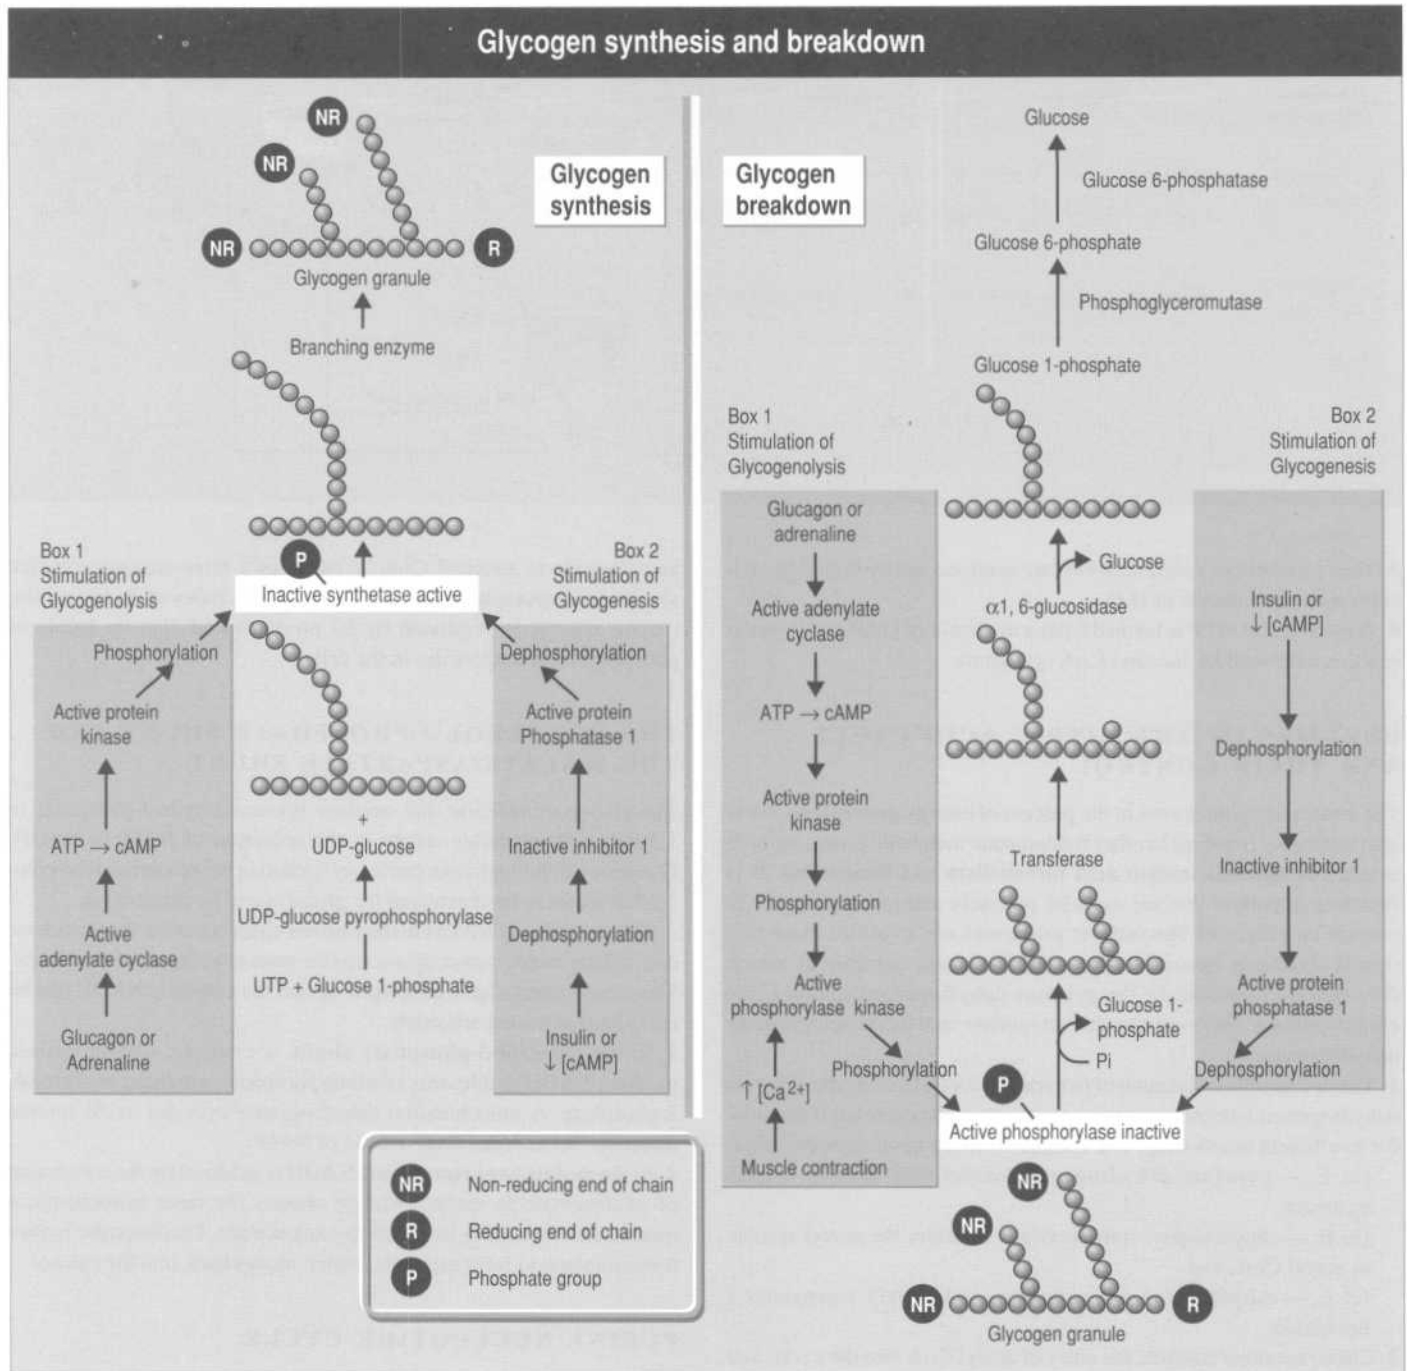 Glycogen synthesis and breakdown
NR
NR
NR
R
Glycogen granule
Branching enzyme
Glycogen
synthesis
Box 1
Stimulation of
Glycogenolysis
P
Inactive synthetase active
Box 2
Stimulation of
Glycogenesis
Phosphorylation
Active protein
kinase
ATP → cAMP
Active
adenylate cyclase
Glucagon or
Adrenaline
+
UDP-glucose
UDP-glucose pyrophosphorylase
UTP + Glucose 1-phosphate
Dephosphorylation
Active protein
Phosphatase 1
Inactive inhibitor 1
Dephosphorylation
Insulin or
↓ [cAMP]
NR Non-reducing end of chain
R Reducing end of chain
P Phosphate group
Glycogen
breakdown
Glucose
Glucose 6-phosphatase
Glucose 6-phosphate
Phosphoglyceromutase
Glucose 1-phosphate
Box 1
Stimulation of
Glycogenolysis
Glucagon or
adrenaline
Active adenylate
cyclase
ATP → cAMP
Active protein
kinase
Phosphorylation
Active
phosphorylase kinase
↑ [Ca2+]
Muscle contraction
Phosphorylation
Glucose
α1, 6-glucosidase
Transferase
Glucose 1-
phosphate
Pi
P
Active phosphorylase inactive
Box 2
Stimulation of
Glycogenesis
Insulin or
↓ [cAMP]
Dephosphorylation
Inactive inhibitor 1
Active protein
phosphatase 1
Dephosphorylation
NR
NR
NR
R
Glycogen granule